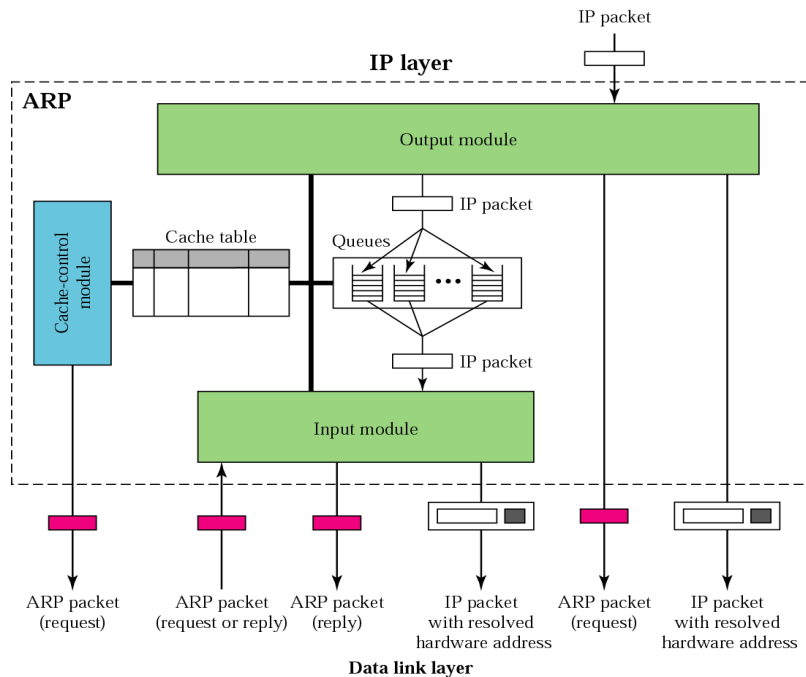 IP packet
IP layer
ARP
Output module
IP packet
Cache table
Queues
Cache-control
module
IP packet
Input module
ARP packet
(request)
ARP packet
(request or reply)
ARP packet
(reply)
IP packet
with resolved
hardware address
ARP packet
(request)
IP packet
with resolved
hardware address
Data link layer